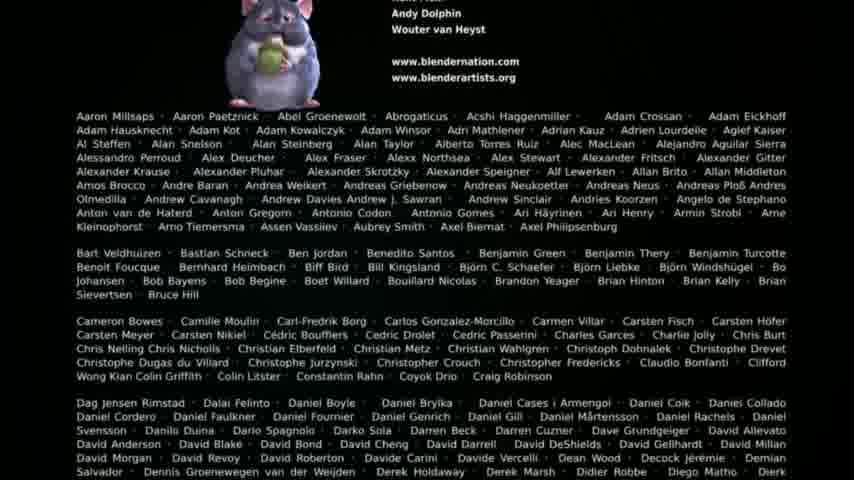 Andy Dolphin
Wouter van Heyst
www.blendernation.com
www.blenderartists.org
Aaron Millsaps · Aaron Paetznick · Abel Groenewolt · Abrogaticus · Acshi Haggenmiller · Adam Crossan · Adam Eickhoff
Adam Hausknecht · Adam Kot · Adam Kowalczyk · Adam Winsor · Adri Mathlener · Adrian Kauz · Adrien Lourdelle · Aglef Kaiser
Al Steffen · Alan Snelson · Alan Steinberg · Alan Taylor · Alberto Torres Ruiz · Alec MacLean · Alejandro Aguilar Sierra
Alessandro Perroud · Alex Deucher · Alex Fraser · Alexx Northsea · Alex Stewart · Alexander Fritsch · Alexander Gitter
Alexander Krause · Alexander Pluhar · Alexander Skrotzky · Alexander Speigner · Alf Lewerken · Allan Brito · Allan Middleton
Amos Brocco · Andre Baran · Andrea Weikert · Andreas Griebenow · Andreas Neukoetter · Andreas Neus · Andreas Ploß Andres
Olmedilla · Andrew Cavanagh · Andrew Davies Andrew J. Sawran · Andrew Sinclair · Andries Koorzen · Angelo de Stephano
Anton van de Haterd · Anton Gregorn · Antonio Codon · Antonio Gomes · Ari Häyrinen · Ari Henry · Armin Strobl · Arne
Kleinophorst · Arno Tiemersma · Assen Vassilev · Aubrey Smith · Axel Biernat · Axel Philipsenburg
Bart Veldhuizen · Bastian Schneck · Ben Jordan · Benedito Santos · Benjamin Green · Benjamin Thery · Benjamin Turcotte
Benoit Foucque · Bernhard Heimbach · Biff Bird · Bill Kingsland · Björn C. Schaefer · Björn Liebke · Björn Windshügel · Bo
Johansen · Bob Bayens · Bob Begine · Boet Willard · Bouillard Nicolas · Brandon Yeager · Brian Hinton · Brian Kelly · Brian
Sievertsen · Bruce Hill
Cameron Bowes · Camille Moulin · Carl-Fredrik Borg · Carlos Gonzalez-Morcillo · Carmen Villar · Carsten Fisch · Carsten Höfer
Carsten Meyer · Carsten Nikiel · Cédric Boufflers · Cedric Drolet · Cedric Passerini · Charles Garces · Charlie Jolly · Chris Burt
Chris Nelling Chris Nicholls · Christian Elberfeld · Christian Metz · Christian Wahlgren · Christoph Dohnalek · Christophe Drevet
Christophe Dugas du Villard · Christophe Jurzynski · Christopher Crouch · Christopher Fredericks · Claudio Bonfanti · Clifford
Wong Kian Colin Griffith · Colin Litster · Constantin Rahn · Coyok Drio · Craig Robinson
Dag Jensen Rimstad · Dalai Felinto · Daniel Boyle · Daniel Bryika · Daniel Cases i Armengol · Daniel Coik · Daniel Collado
Daniel Cordero · Daniel Faulkner · Daniel Fournier · Daniel Genrich · Daniel Gill · Daniel Mårtensson · Daniel Rachels · Daniel
Svensson · Danilo Duina · Dario Spagnolo · Darko Sola · Darren Beck · Darren Cuzner · Dave Grundgeiger · David Allevato
David Anderson · David Blake · David Bond · David Cheng · David Darrell · David DeShields · David Gellhardt · David Millan
David Morgan · David Revoy · David Roberton · Davide Carini · Davide Vercelli · Dean Wood · Decock Jérémie · Demian
Salvador · Dennis Groenewegen van der Weijden · Derek Holdaway · Derek Marsh · Didier Robbe · Diego Matho · Dierk